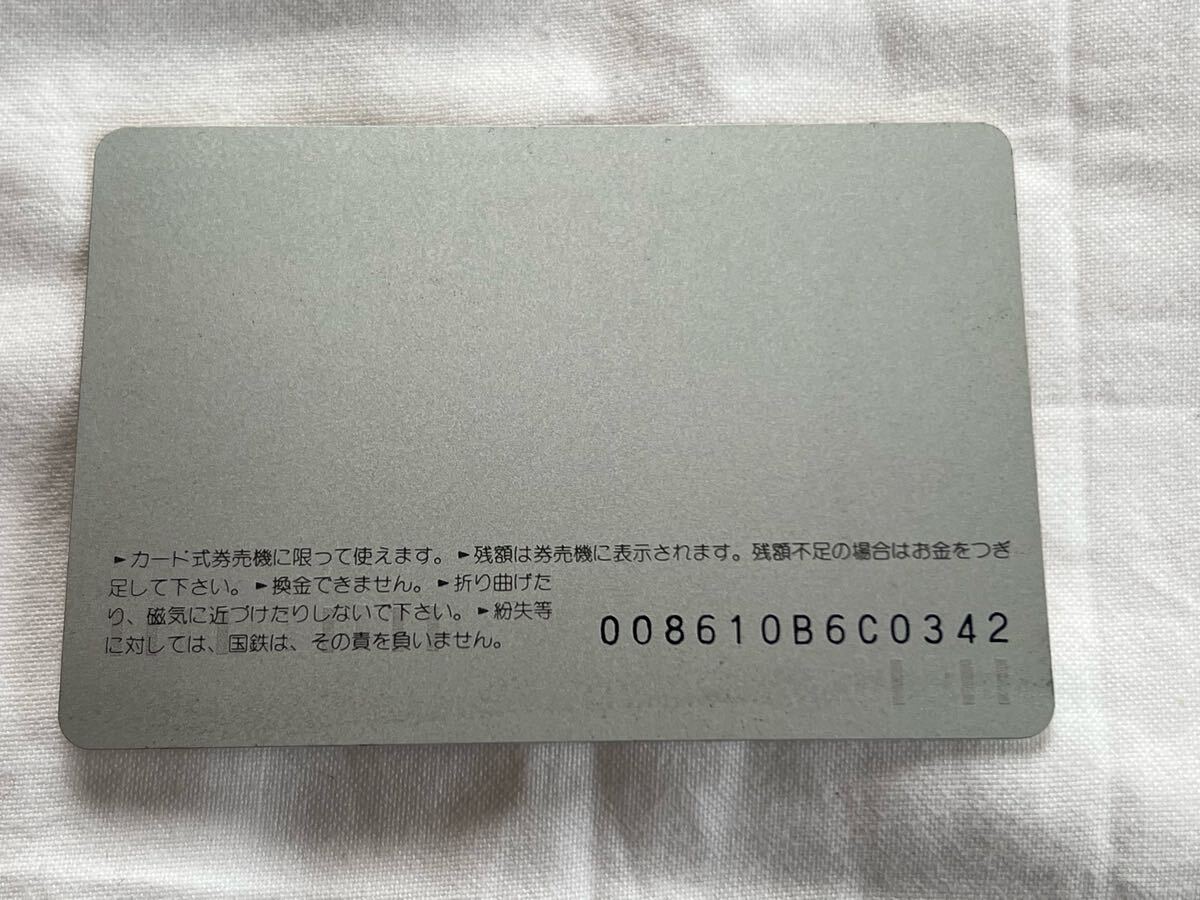 ►カード式券売機に限って使えます。►残額は券売機に表示されます。残額不足の場合はお金をつぎ
足して下さい。►換金できません。►折り曲げた
り、磁気に近づけたりしないで下さい。►紛失等
に対しては、国鉄は、その責を負いません。
008610B6C0342